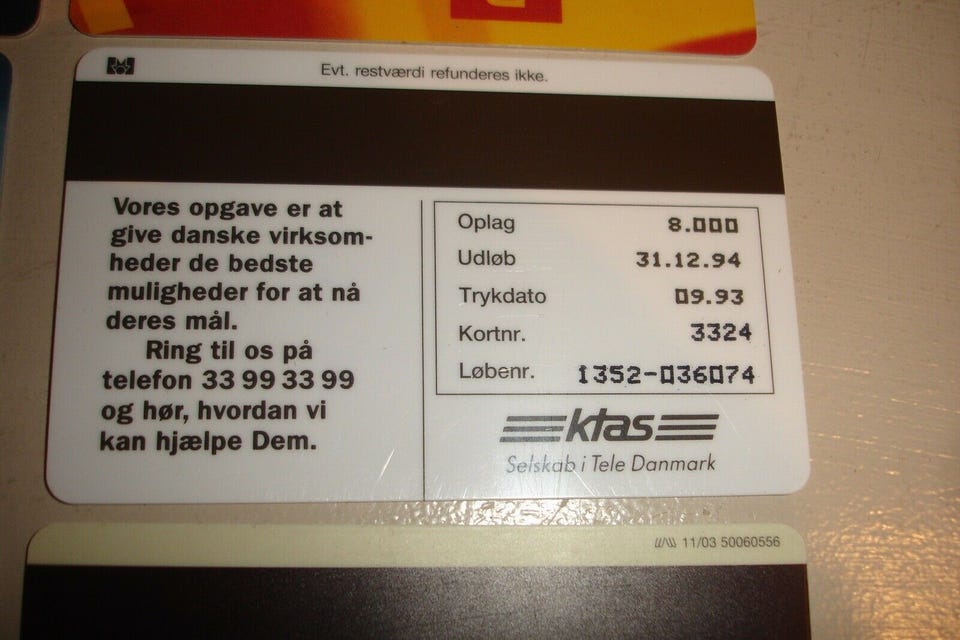 Evt. restværdi refunderes ikke.
Vores opgave er at
give danske virksom-
heder de bedste
muligheder for at nå
deres mål.
Ring til os på
telefon 33 99 33 99
og hør, hvordan vi
kan hjælpe Dem.
Oplag 8.000
Udløb 31.12.94
Trykdato 09.93
Kortnr. 3324
Løbenr. 1352-036074
ktas
Selskab i Tele Danmark
11/03 50060556